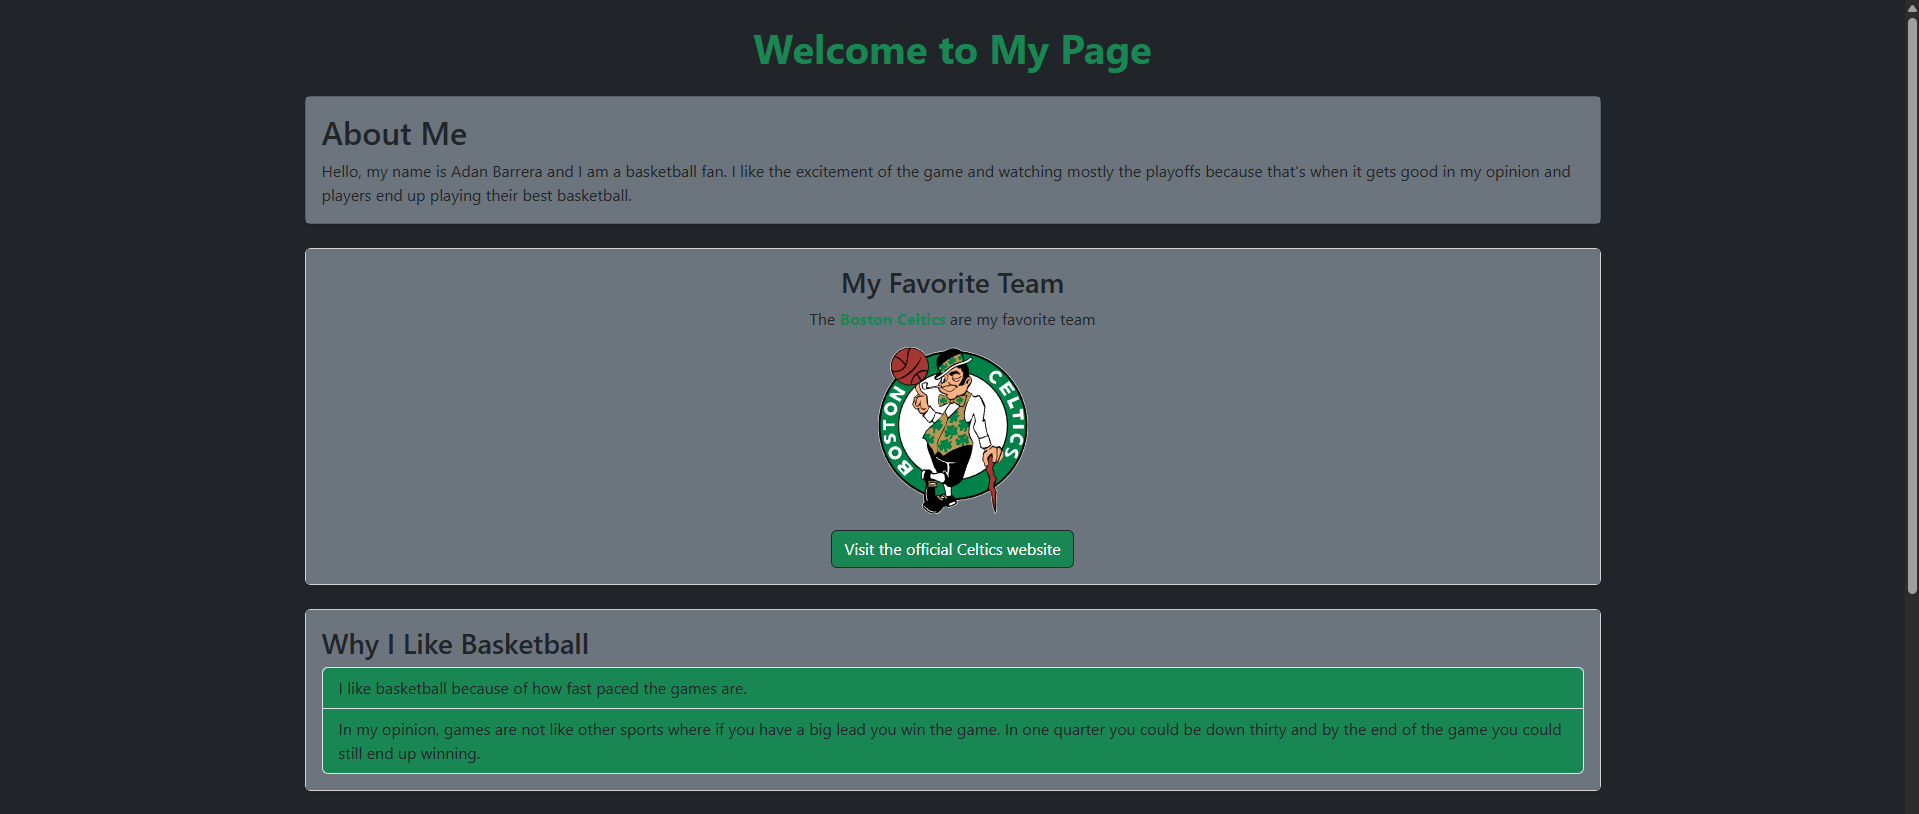 Welcome to My Page
About Me
Hello, my name is Adan Barrera and I am a basketball fan. I like the excitement of the game and watching mostly the playoffs because that's when it gets good in my opinion and
players end up playing their best basketball.
My Favorite Team
The Boston Celtics are my favorite team
BOSTON CELTICS
Visit the official Celtics website
Why I Like Basketball
I like basketball because of how fast paced the games are.
In my opinion, games are not like other sports where if you have a big lead you win the game. In one quarter you could be down thirty and by the end of the game you could
still end up winning.